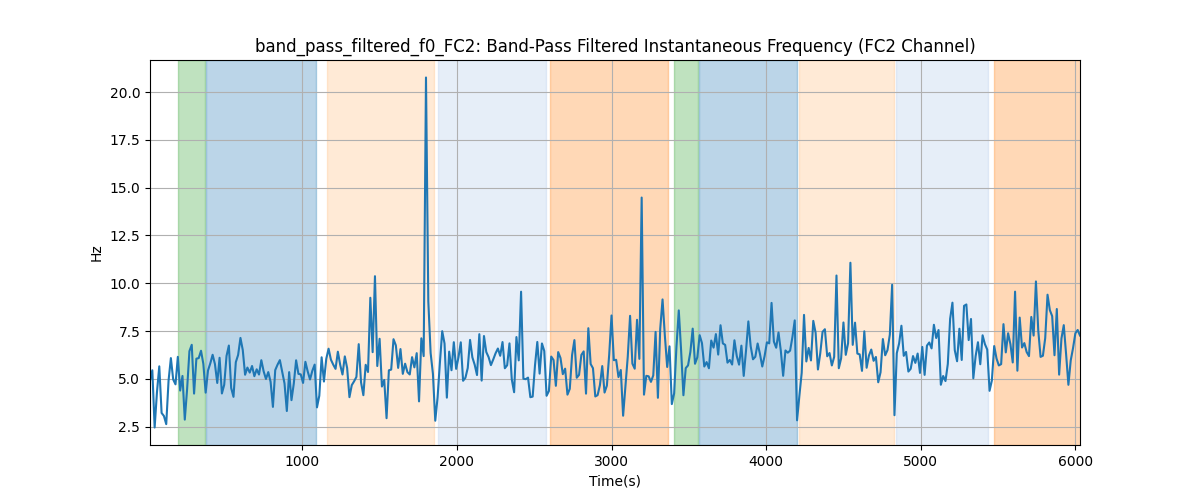 band_pass_filtered_f0_FC2: Band-Pass Filtered Instantaneous Frequency (FC2 Channel)
20.0
17.5
15.0
12.5
10.0
7.5
5.0
2.5
Hz
1000 2000 3000 4000 5000 6000
Time(s)